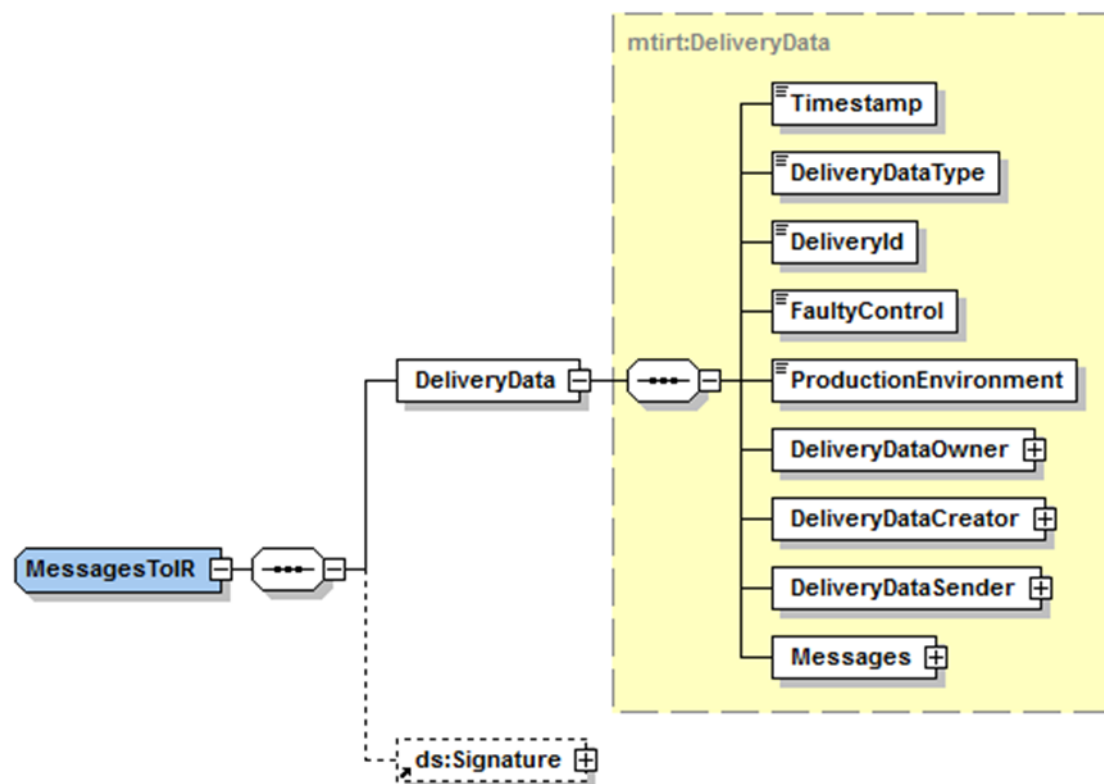 mtirt:DeliveryData
Timestamp
DeliveryDataType
DeliveryId
FaultyControl
DeliveryData
ProductionEnvironment
DeliveryDataOwner
DeliveryDataCreator
MessagesToIR
DeliveryDataSender
Messages
ds:Signature